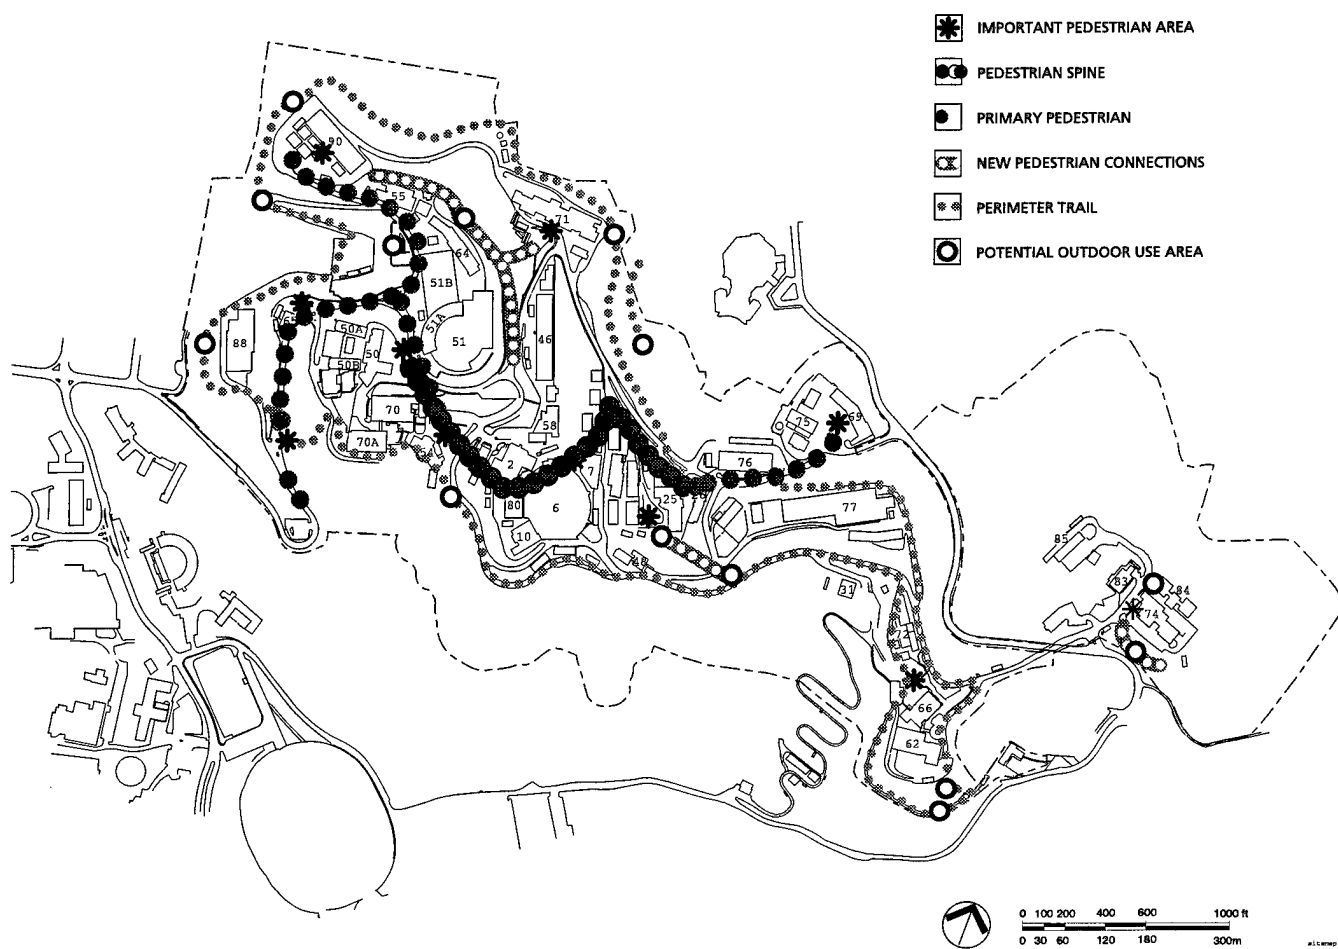 IMPORTANT PEDESTRIAN AREA
PEDESTRIAN SPINE
PRIMARY PEDESTRIAN
NEW PEDESTRIAN CONNECTIONS
PERIMETER TRAIL
POTENTIAL OUTDOOR USE AREA
90
55
71
64
51B
51A
51
46
88
50A
50
50B
70
70A
58
2
7
80
6
10
25
76
75
69
77
31
85
83
84
74
72
66
62
0 100 200 400 600 1000 ft
0 30 60 120 180 300m
sitemap